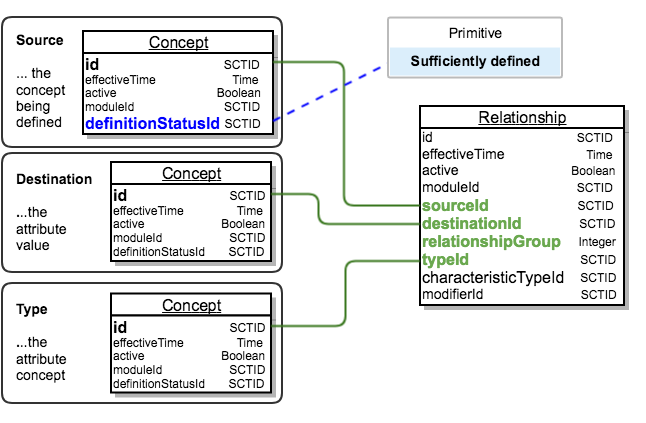 Source
... the
concept
being
defined
Concept
id SCTID
effectiveTime Time
active Boolean
moduleId SCTID
definitionStatusId SCTID
Primitive
Sufficiently defined
Destination
...the
attribute
value
Concept
id SCTID
effectiveTime Time
active Boolean
moduleId SCTID
definitionStatusId SCTID
Type
...the
attribute
concept
Concept
id SCTID
effectiveTime Time
active Boolean
moduleId SCTID
definitionStatusId SCTID
Relationship
id SCTID
effectiveTime Time
active Boolean
moduleId SCTID
sourceId SCTID
destinationId SCTID
relationshipGroup Integer
typeId SCTID
characteristicTypeId SCTID
modifierId SCTID